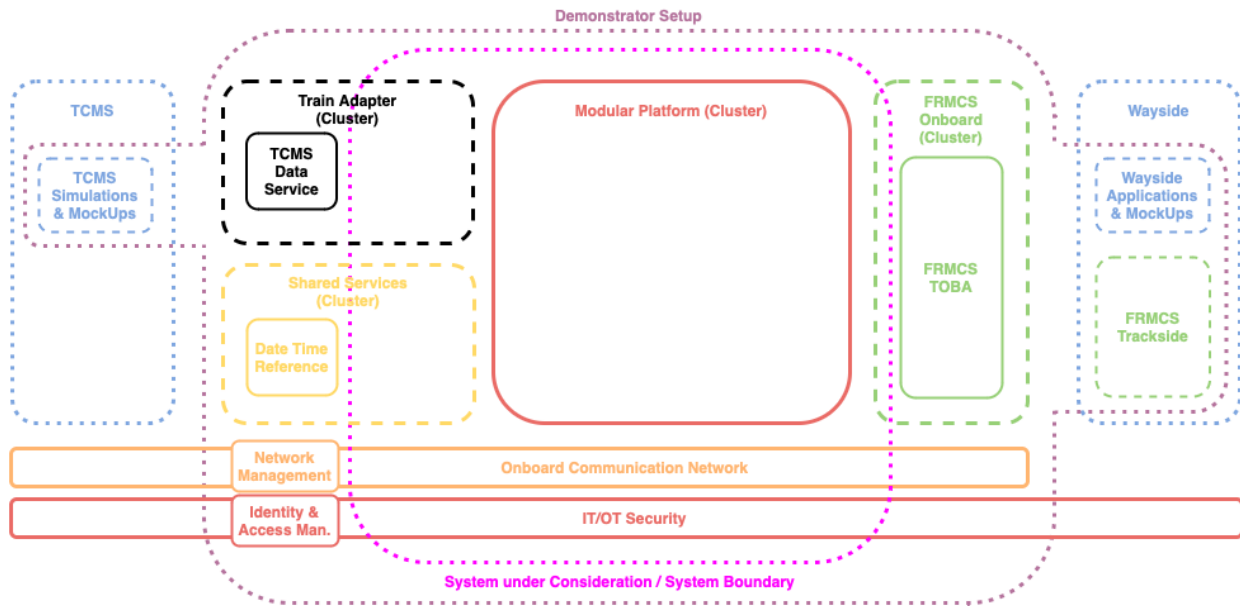 Demonstrator Setup
TCMS
TCMS
Simulations
& MockUps
Train Adapter
(Cluster)
TCMS
Data
Service
Shared Services
(Cluster)
Date Time
Reference
Modular Platform (Cluster)
FRMCS
Onboard
(Cluster)
FRMCS
TOBA
Wayside
Wayside
Applications
& MockUps
FRMCS
Trackside
Network
Management
Onboard Communication Network
Identity &
Access Man.
IT/OT Security
System under Consideration / System Boundary